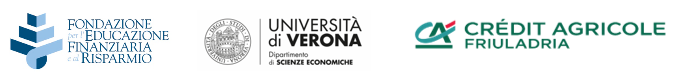 FONDAZIONE
per l'EDUCAZIONE
FINANZIARIA
e al RISPARMIO
UNIVERSITÀ
di VERONA
Dipartimento
di SCIENZE ECONOMICHE
CRÉDIT AGRICOLE
FRIULADRIA